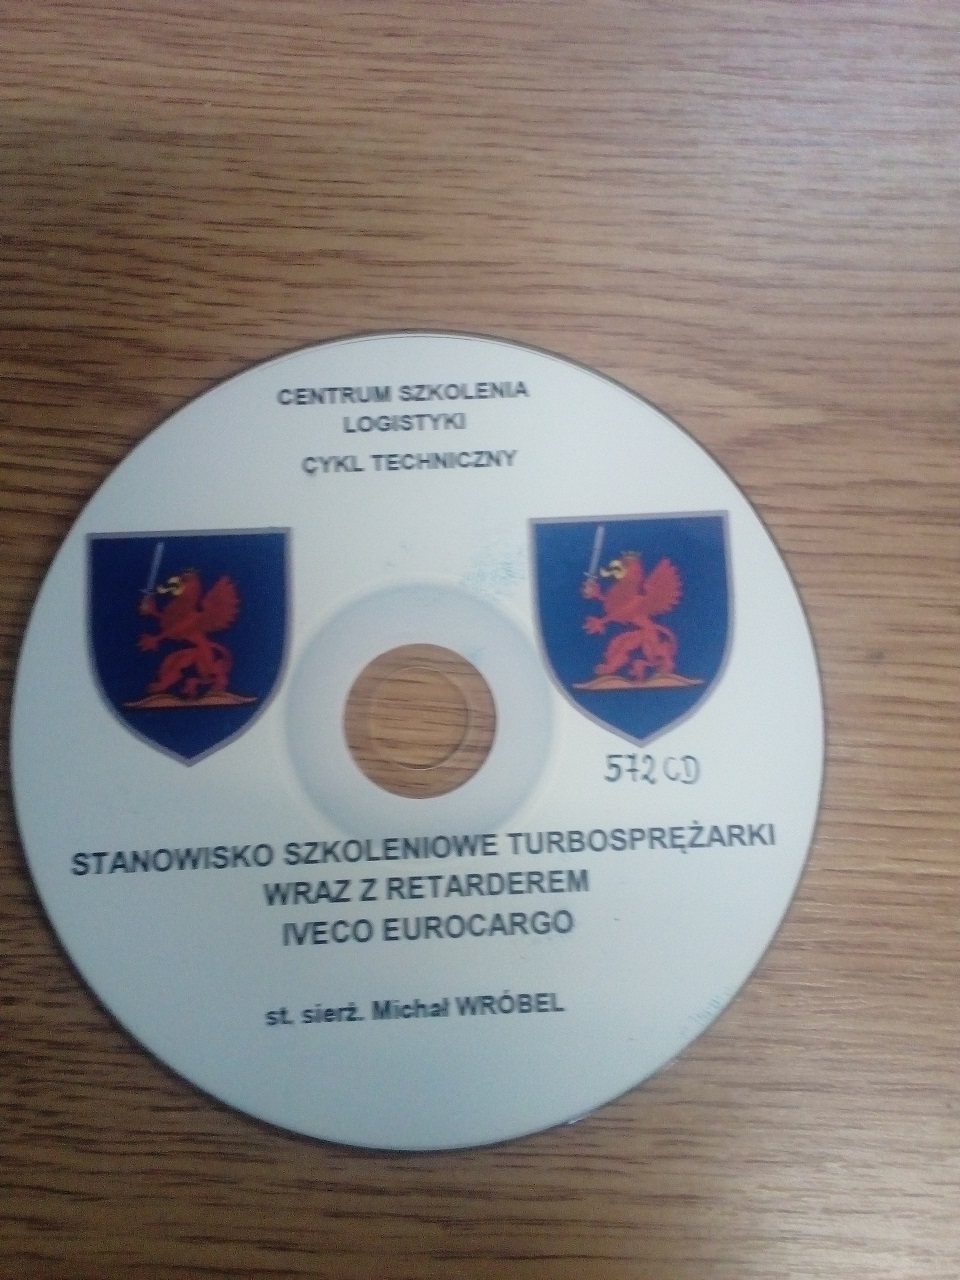 CENTRUM SZKOLENIA
LOGISTYKI
CYKL TECHNICZNY
572 CD
STANOWISKO SZKOLENIOWE TURBOSPRĘŻARKI
WRAZ Z RETARDEREM
IVECO EUROCARGO
st. sierż. Michał WRÓBEL